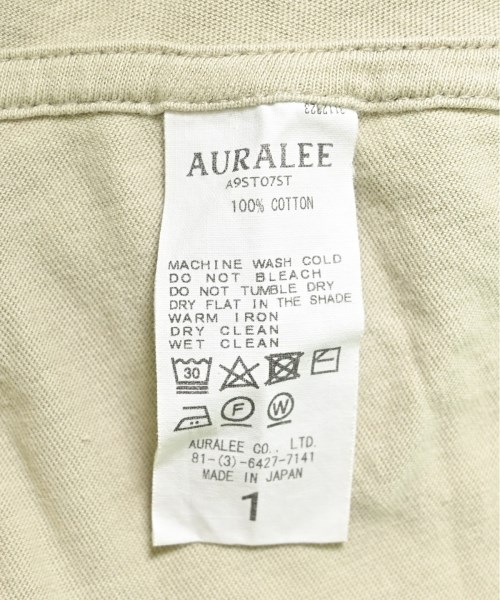 AURALEE
A9ST07ST
100% COTTON
MACHINE WASH COLD
DO NOT BLEACH
DO NOT TUMBLE DRY
DRY FLAT IN THE SHADE
WARM IRON
DRY CLEAN
WET CLEAN
30
F W
AURALEE CO., LTD.
81-(3)-6427-7141
MADE IN JAPAN
1